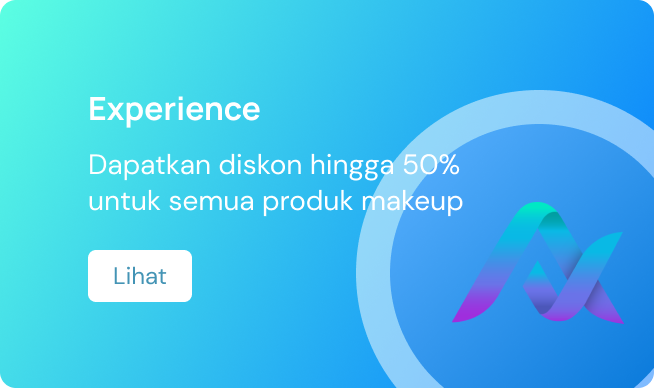 Experience
Dapatkan diskon hingga 50%
untuk semua produk makeup
Lihat